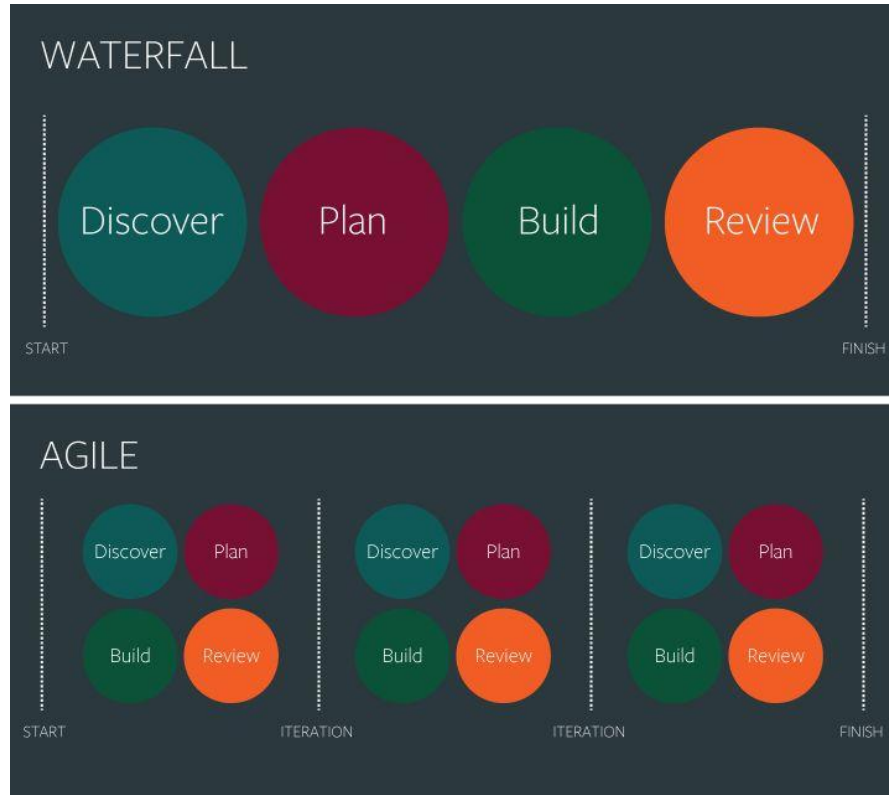 WATERFALL
Discover Plan Build Review
START FINISH
AGILE
Discover Plan Discover Plan Discover Plan
Build Review Build Review Build Review
START ITERATION ITERATION FINISH